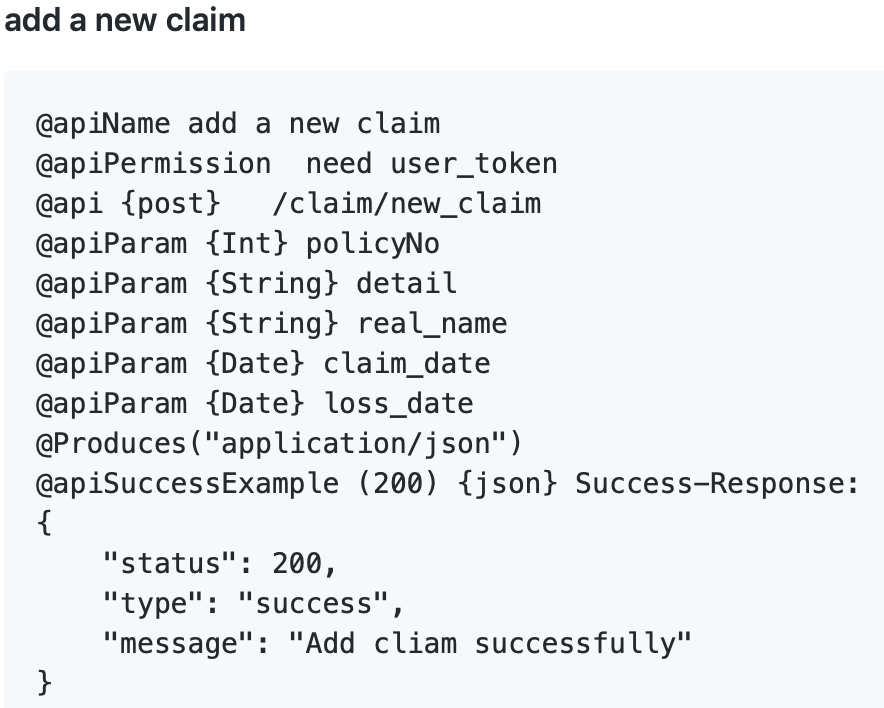 add a new claim
@apiName add a new claim
@apiPermission  need user_token
@api {post}   /claim/new_claim
@apiParam {Int} policyNo
@apiParam {String} detail
@apiParam {String} real_name
@apiParam {Date} claim_date
@apiParam {Date} loss_date
@Produces("application/json")
@apiSuccessExample (200) {json} Success-Response:
{
    "status": 200,
    "type": "success",
    "message": "Add cliam successfully"
}